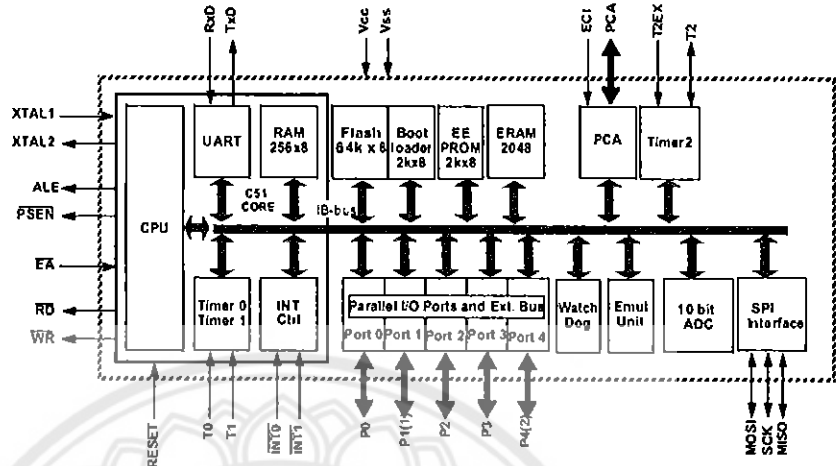 RxD
TxD
Vcc
Vss
ECI
PCA
T2EX
T2
XTAL1
XTAL2
ALE
PSEN
EA
RD
WR
CPU
UART
RAM
256x8
C51
CORE
Flash
64k x 8
Boot
loader
2kx8
EE
PROM
2kx8
ERAM
2048
PCA
Timer2
IB-bus
Timer 0
Timer 1
INT
Ctrl
Parallel I/O Ports and Ext. Bus
Port 0
Port 1
Port 2
Port 3
Port 4
Watch
Dog
Emul
Unit
10 bit
ADC
SPI
Interface
RESET
T0
T1
INT0
INT1
P0
P1(1)
P2
P3
P4(2)
MOSI
SCK
MISO